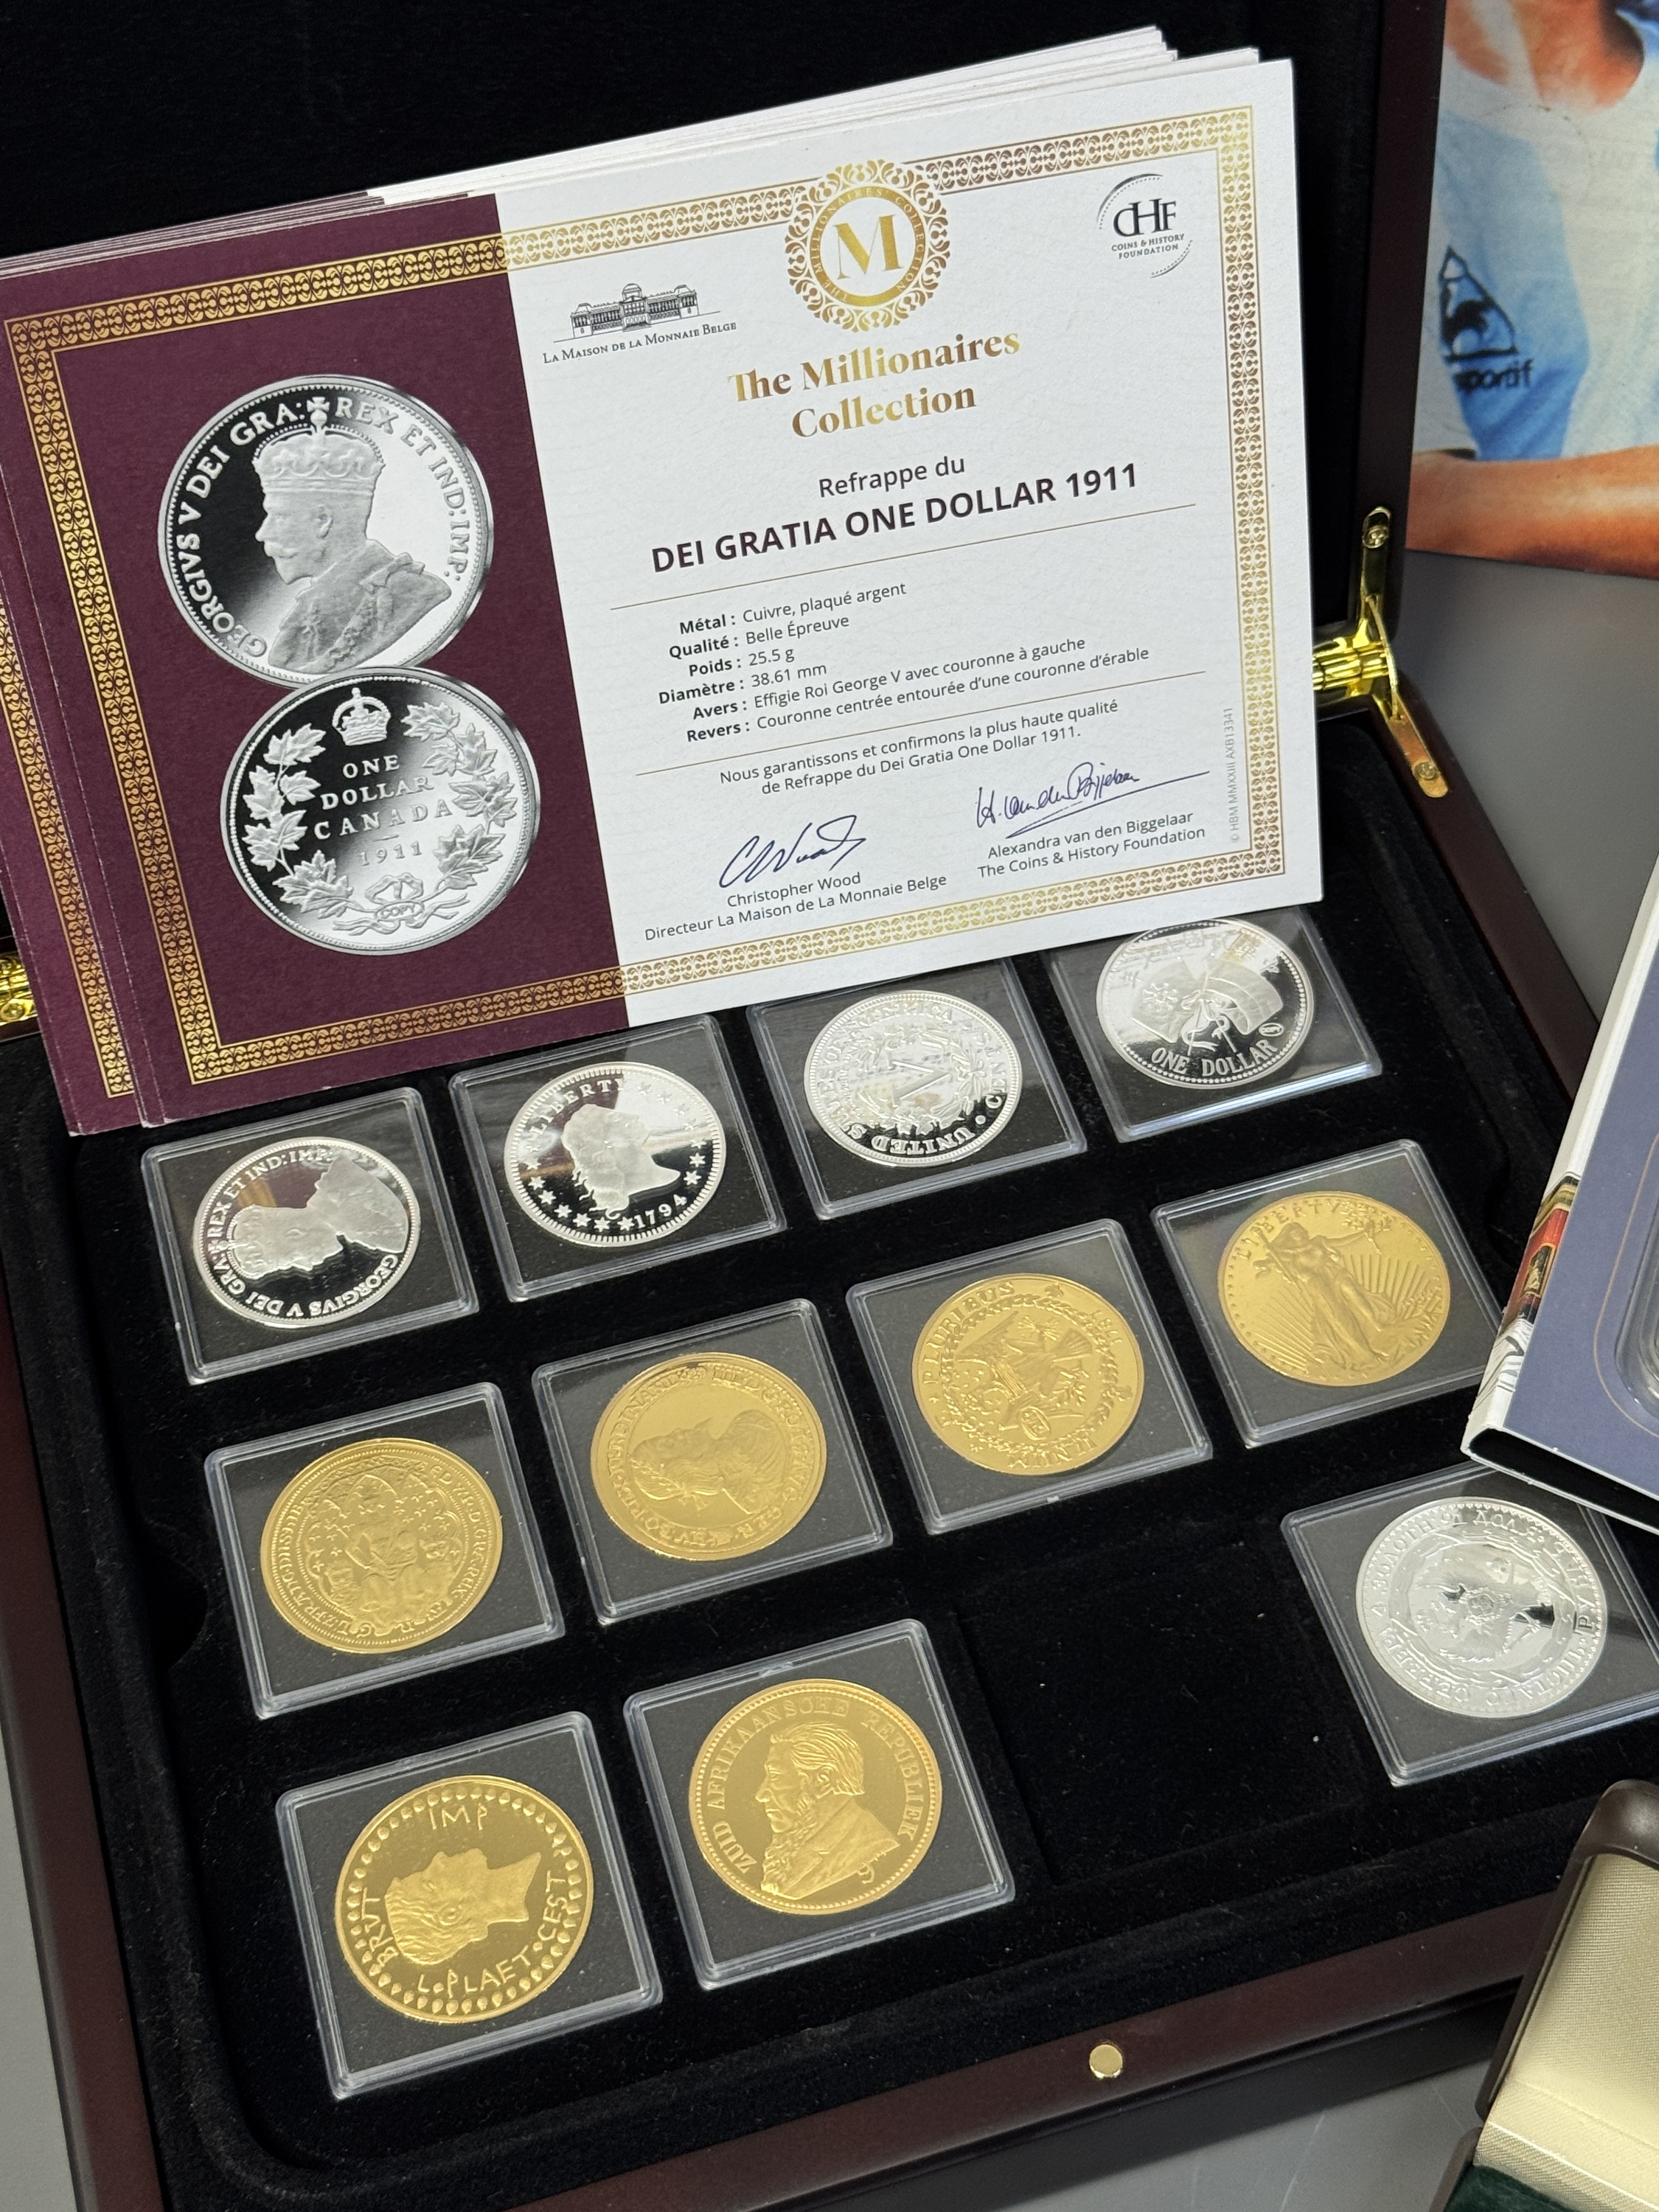 THE MILLIONAIRES COLLECTION
M
CHF
COINS & HISTORY
FOUNDATION
LA MAISON DE LA MONNAIE BELGE
The Millionaires
Collection
Refrappe du
DEI GRATIA ONE DOLLAR 1911
Métal : Cuivre, plaqué argent
Qualité : Belle Épreuve
Poids : 25.5 g
Diamètre : 38.61 mm
Avers : Effigie Roi George V avec couronne à gauche
Revers : Couronne centrée entourée d'une couronne d'érable
Nous garantissons et confirmons la plus haute qualité
de Refrappe du Dei Gratia One Dollar 1911.
Christopher Wood
Directeur La Maison de La Monnaie Belge
Alexandra van den Biggelaar
The Coins & History Foundation
© HBM MMXXIII AXB13341
GEORGIVS V DEI GRA: REX ET IND: IMP:
ONE
DOLLAR
CANADA
1911
COPY
sportif
GEORGIVS V DEI GRA: REX ET IND: IMP:
LIBERTY
1794
UNITED
ONE DOLLAR
PLURIBUS
UNUM
LIBERTY
BRVT
IMP
L·PLAET·CEST
ZUID AFRIKAANSCHE REPUBLIEK